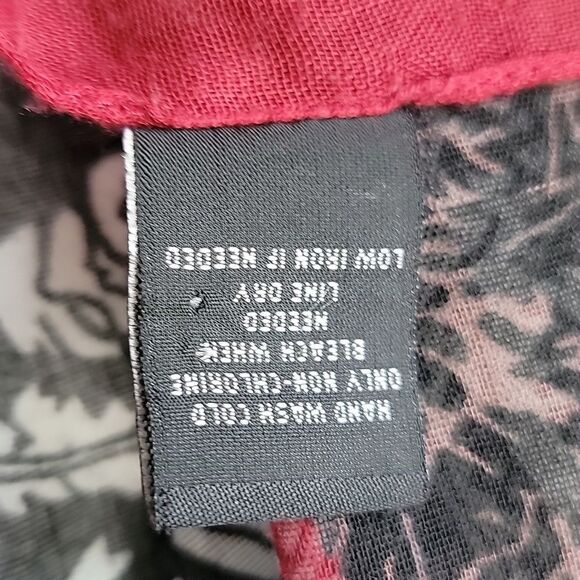 HAND WASH COLD
ONLY NON-CHLORINE
BLEACH WHEN
NEEDED
LINE DRY
LOW IRON IF NEEDED